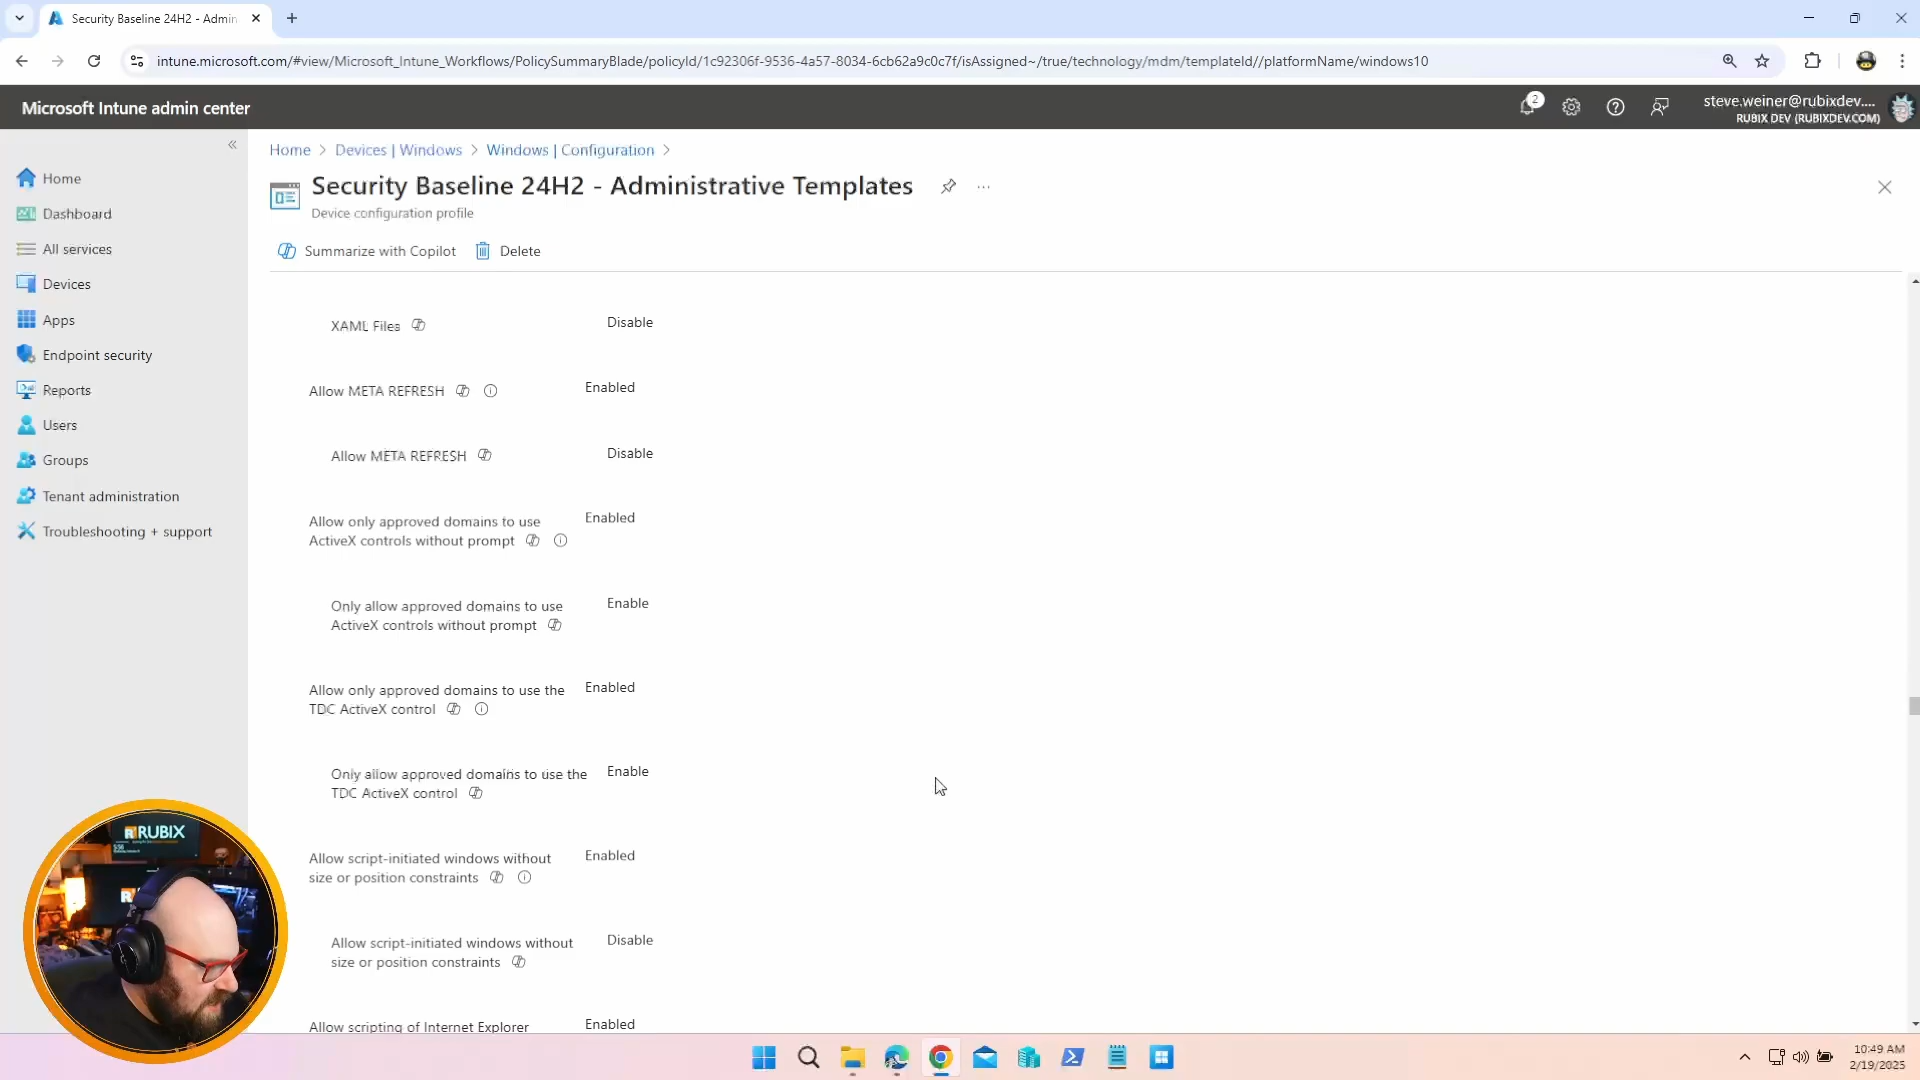 Security Baseline 24H2 - Admin
intune.microsoft.com/#view/Microsoft_Intune_Workflows/PolicySummaryBlade/policyId/1c92306f-9536-4a57-8034-6cb62a9c0c7f/isAssigned~/true/technology/mdm/templateId//platformName/windows10
Microsoft Intune admin center
2
steve.weiner@rubixdev....
RUBIX DEV (RUBIXDEV.COM)
Home
Dashboard
All services
Devices
Apps
Endpoint security
Reports
Users
Groups
Tenant administration
Troubleshooting + support
Home > Devices | Windows > Windows | Configuration >
Security Baseline 24H2 - Administrative Templates
Device configuration profile
Summarize with Copilot Delete
XAML Files Disable
Allow META REFRESH Enabled
Allow META REFRESH Disable
Allow only approved domains to use Enabled
ActiveX controls without prompt
Only allow approved domains to use Enable
ActiveX controls without prompt
Allow only approved domains to use the Enabled
TDC ActiveX control
Only allow approved domains to use the Enable
TDC ActiveX control
Allow script-initiated windows without Enabled
size or position constraints
Allow script-initiated windows without Disable
size or position constraints
Allow scripting of Internet Explorer Enabled
RUBIX
10:49 AM
2/19/2025